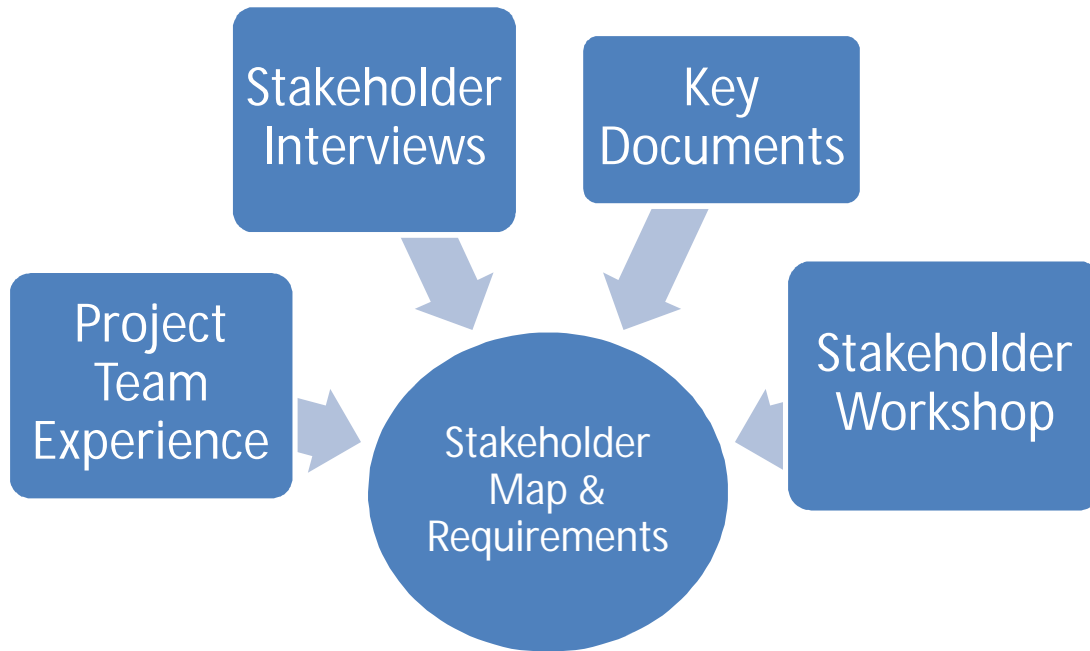 Stakeholder
Interviews
Key
Documents
Project
Team
Experience
Stakeholder
Workshop
Stakeholder
Map &
Requirements